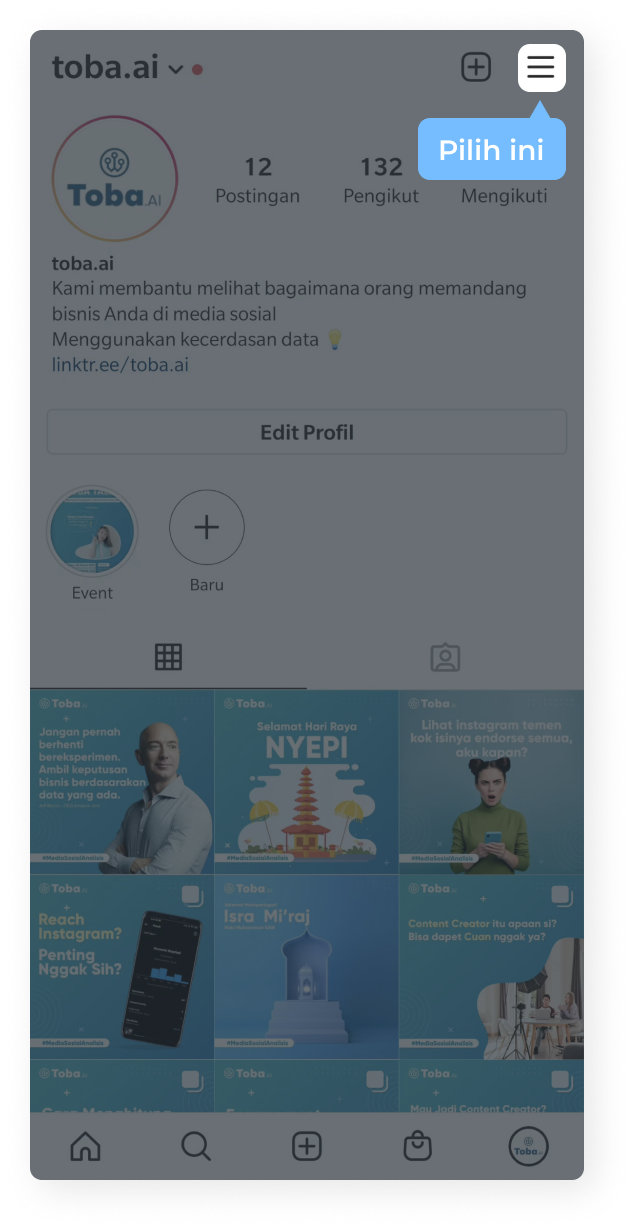 toba.ai
Pilih ini
Toba.AI
12
132
Postingan
Pengikut
Mengikuti
toba.ai
Kami membantu melihat bagaimana orang memandang
bisnis Anda di media sosial
Menggunakan kecerdasan data 💡
linktr.ee/toba.ai
Edit Profil
Event
Baru
Toba.AI
Jangan pernah
berhenti
bereksperimen.
Ambil keputusan
bisnis berdasarakan
data yang ada.
#MediaSosialAnalisis
Toba.AI
Selamat Hari Raya
NYEPI
#MediaSosialAnalisis
Toba.AI
Lihat instagram temen
kok isinya endorse semua,
aku kapan?
#MediaSosialAnalisis
Toba.AI
Reach
Instagram?
Penting
Nggak Sih?
#MediaSosialAnalisis
Toba.AI
Isra Mi'raj
#MediaSosialAnalisis
Toba.AI
Content Creator itu apaan si?
Bisa dapet Cuan nggak ya?
#MediaSosialAnalisis
Toba.AI
Cara Menghitung
Toba.AI
Toba.AI
Mau Jadi Content Creator?
Toba.AI